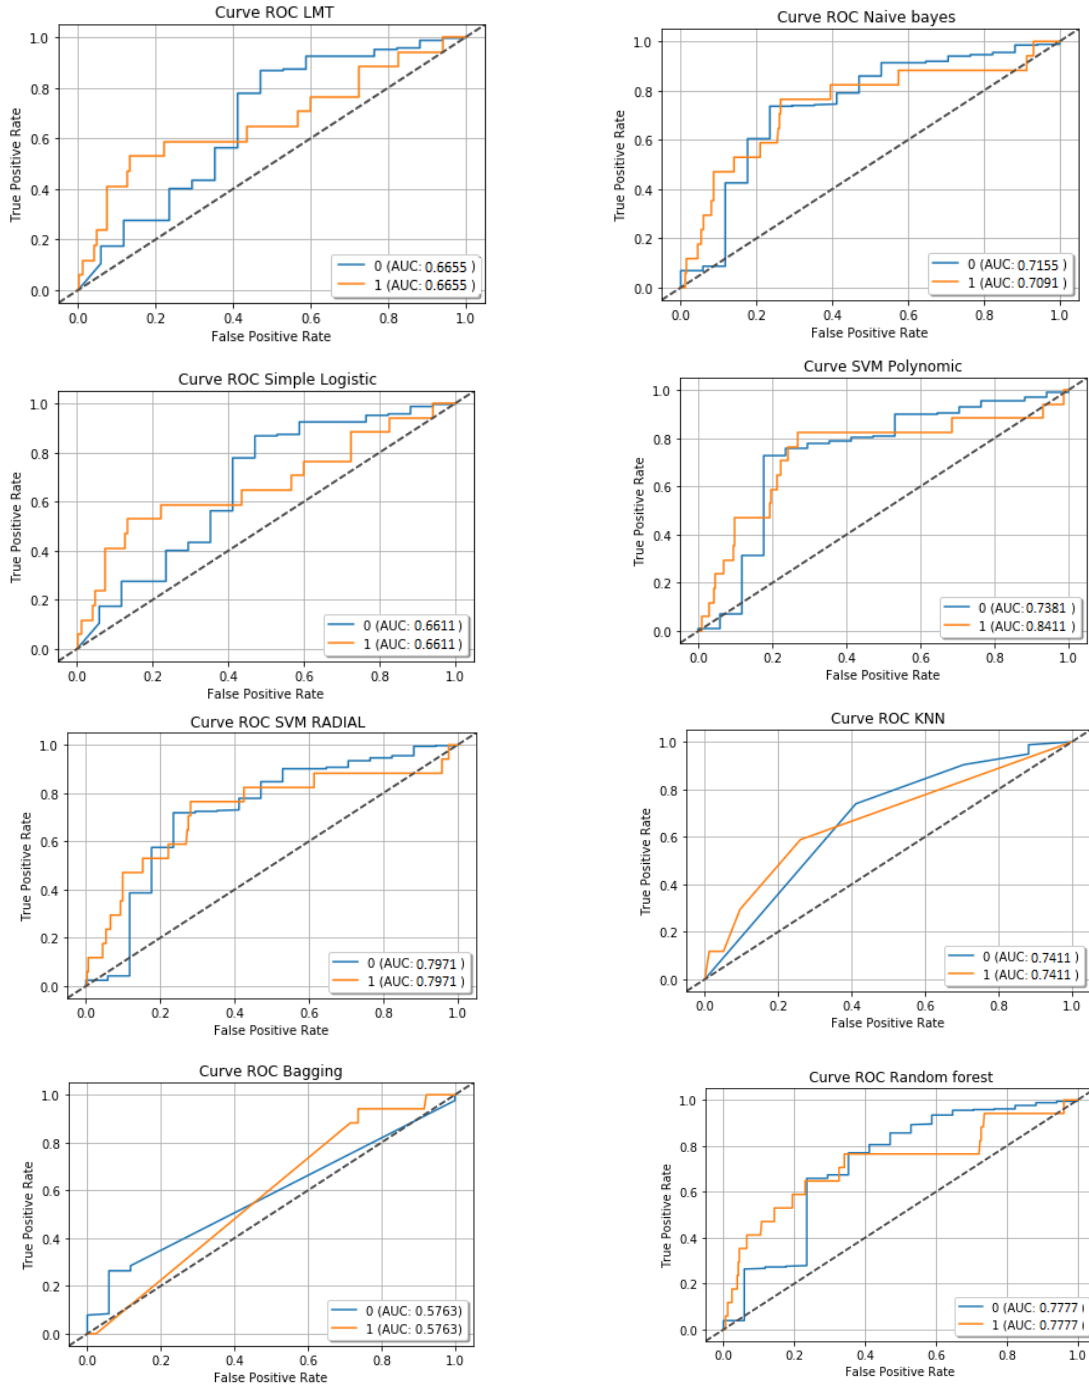 Curve ROC LMT
True Positive Rate
1.0
0.8
0.6
0.4
0.2
0.0
0 (AUC: 0.6655 )
1 (AUC: 0.6655 )
0.0 0.2 0.4 0.6 0.8 1.0
False Positive Rate
Curve ROC Naive bayes
True Positive Rate
1.0
0.8
0.6
0.4
0.2
0.0
0 (AUC: 0.7155 )
1 (AUC: 0.7091 )
0.0 0.2 0.4 0.6 0.8 1.0
False Positive Rate
Curve ROC Simple Logistic
True Positive Rate
1.0
0.8
0.6
0.4
0.2
0.0
0 (AUC: 0.6611 )
1 (AUC: 0.6611 )
0.0 0.2 0.4 0.6 0.8 1.0
False Positive Rate
Curve SVM Polynomic
True Positive Rate
1.0
0.8
0.6
0.4
0.2
0.0
0 (AUC: 0.7381 )
1 (AUC: 0.8411 )
0.0 0.2 0.4 0.6 0.8 1.0
False Positive Rate
Curve ROC SVM RADIAL
True Positive Rate
1.0
0.8
0.6
0.4
0.2
0.0
0 (AUC: 0.7971 )
1 (AUC: 0.7971 )
0.0 0.2 0.4 0.6 0.8 1.0
False Positive Rate
Curve ROC KNN
True Positive Rate
1.0
0.8
0.6
0.4
0.2
0.0
0 (AUC: 0.7411 )
1 (AUC: 0.7411 )
0.0 0.2 0.4 0.6 0.8 1.0
False Positive Rate
Curve ROC Bagging
True Positive Rate
1.0
0.8
0.6
0.4
0.2
0.0
0 (AUC: 0.5763)
1 (AUC: 0.5763)
0.0 0.2 0.4 0.6 0.8 1.0
False Positive Rate
Curve ROC Random forest
True Positive Rate
1.0
0.8
0.6
0.4
0.2
0.0
0 (AUC: 0.7777 )
1 (AUC: 0.7777 )
0.0 0.2 0.4 0.6 0.8 1.0
False Positive Rate